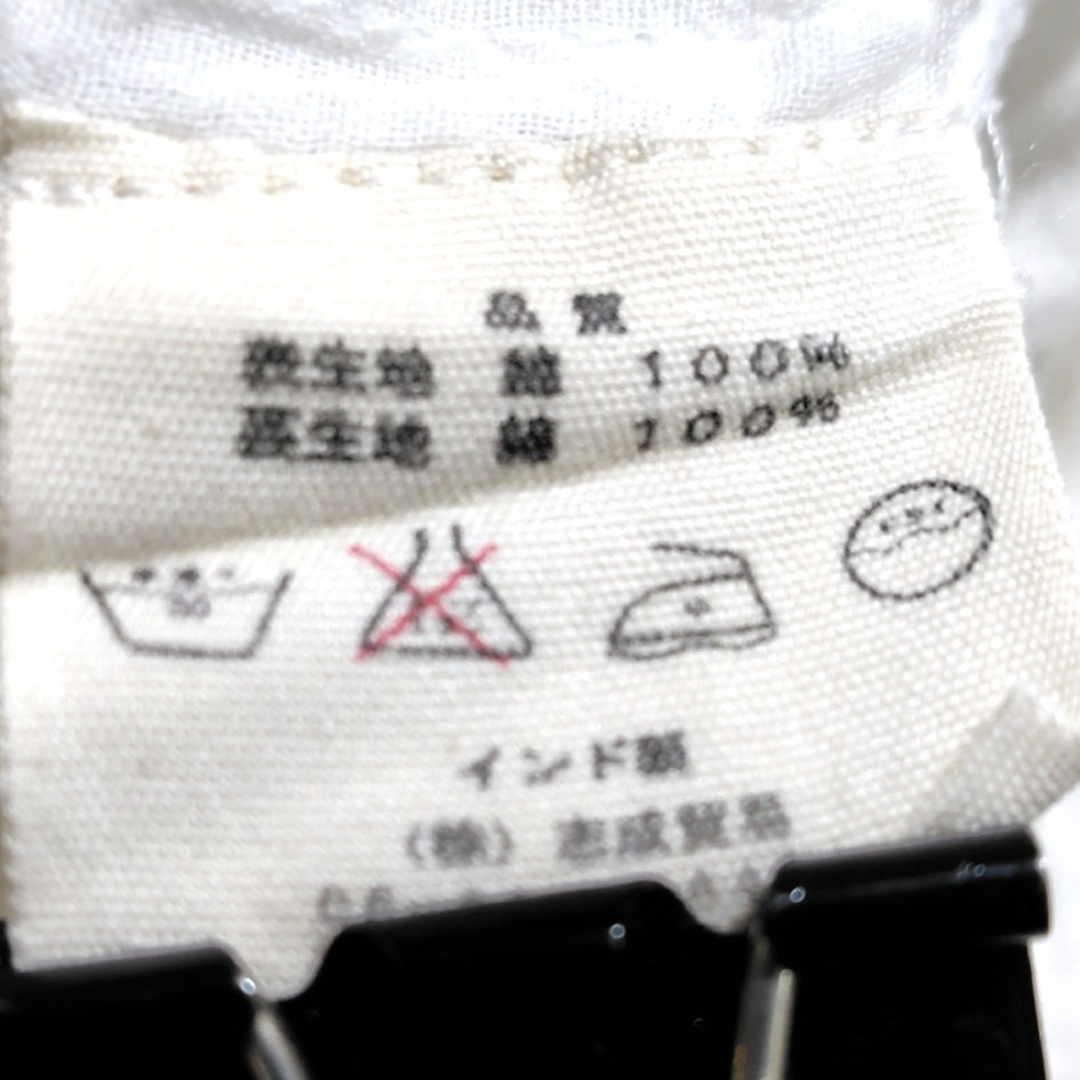 品質
表生地 綿 100%
裏生地 綿 100%
インド製
(株) 志成貿易